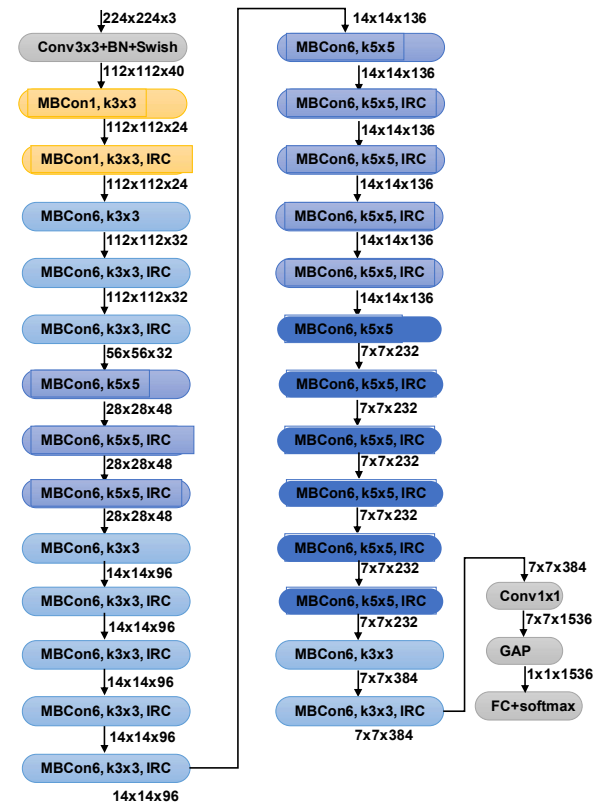 224x224x3
Conv3x3+BN+Swish
112x112x40
MBCon1, k3x3
112x112x24
MBCon1, k3x3, IRC
112x112x24
MBCon6, k3x3
112x112x32
MBCon6, k3x3, IRC
112x112x32
MBCon6, k3x3, IRC
56x56x32
MBCon6, k5x5
28x28x48
MBCon6, k5x5, IRC
28x28x48
MBCon6, k5x5, IRC
28x28x48
MBCon6, k3x3
14x14x96
MBCon6, k3x3, IRC
14x14x96
MBCon6, k3x3, IRC
14x14x96
MBCon6, k3x3, IRC
14x14x96
MBCon6, k3x3, IRC
14x14x96
14x14x136
MBCon6, k5x5
14x14x136
MBCon6, k5x5, IRC
14x14x136
MBCon6, k5x5, IRC
14x14x136
MBCon6, k5x5, IRC
14x14x136
MBCon6, k5x5, IRC
14x14x136
MBCon6, k5x5
7x7x232
MBCon6, k5x5, IRC
7x7x232
MBCon6, k5x5, IRC
7x7x232
MBCon6, k5x5, IRC
7x7x232
MBCon6, k5x5, IRC
7x7x232
MBCon6, k5x5, IRC
7x7x232
MBCon6, k3x3
7x7x384
MBCon6, k3x3, IRC
7x7x384
7x7x384
Conv1x1
7x7x1536
GAP
1x1x1536
FC+softmax